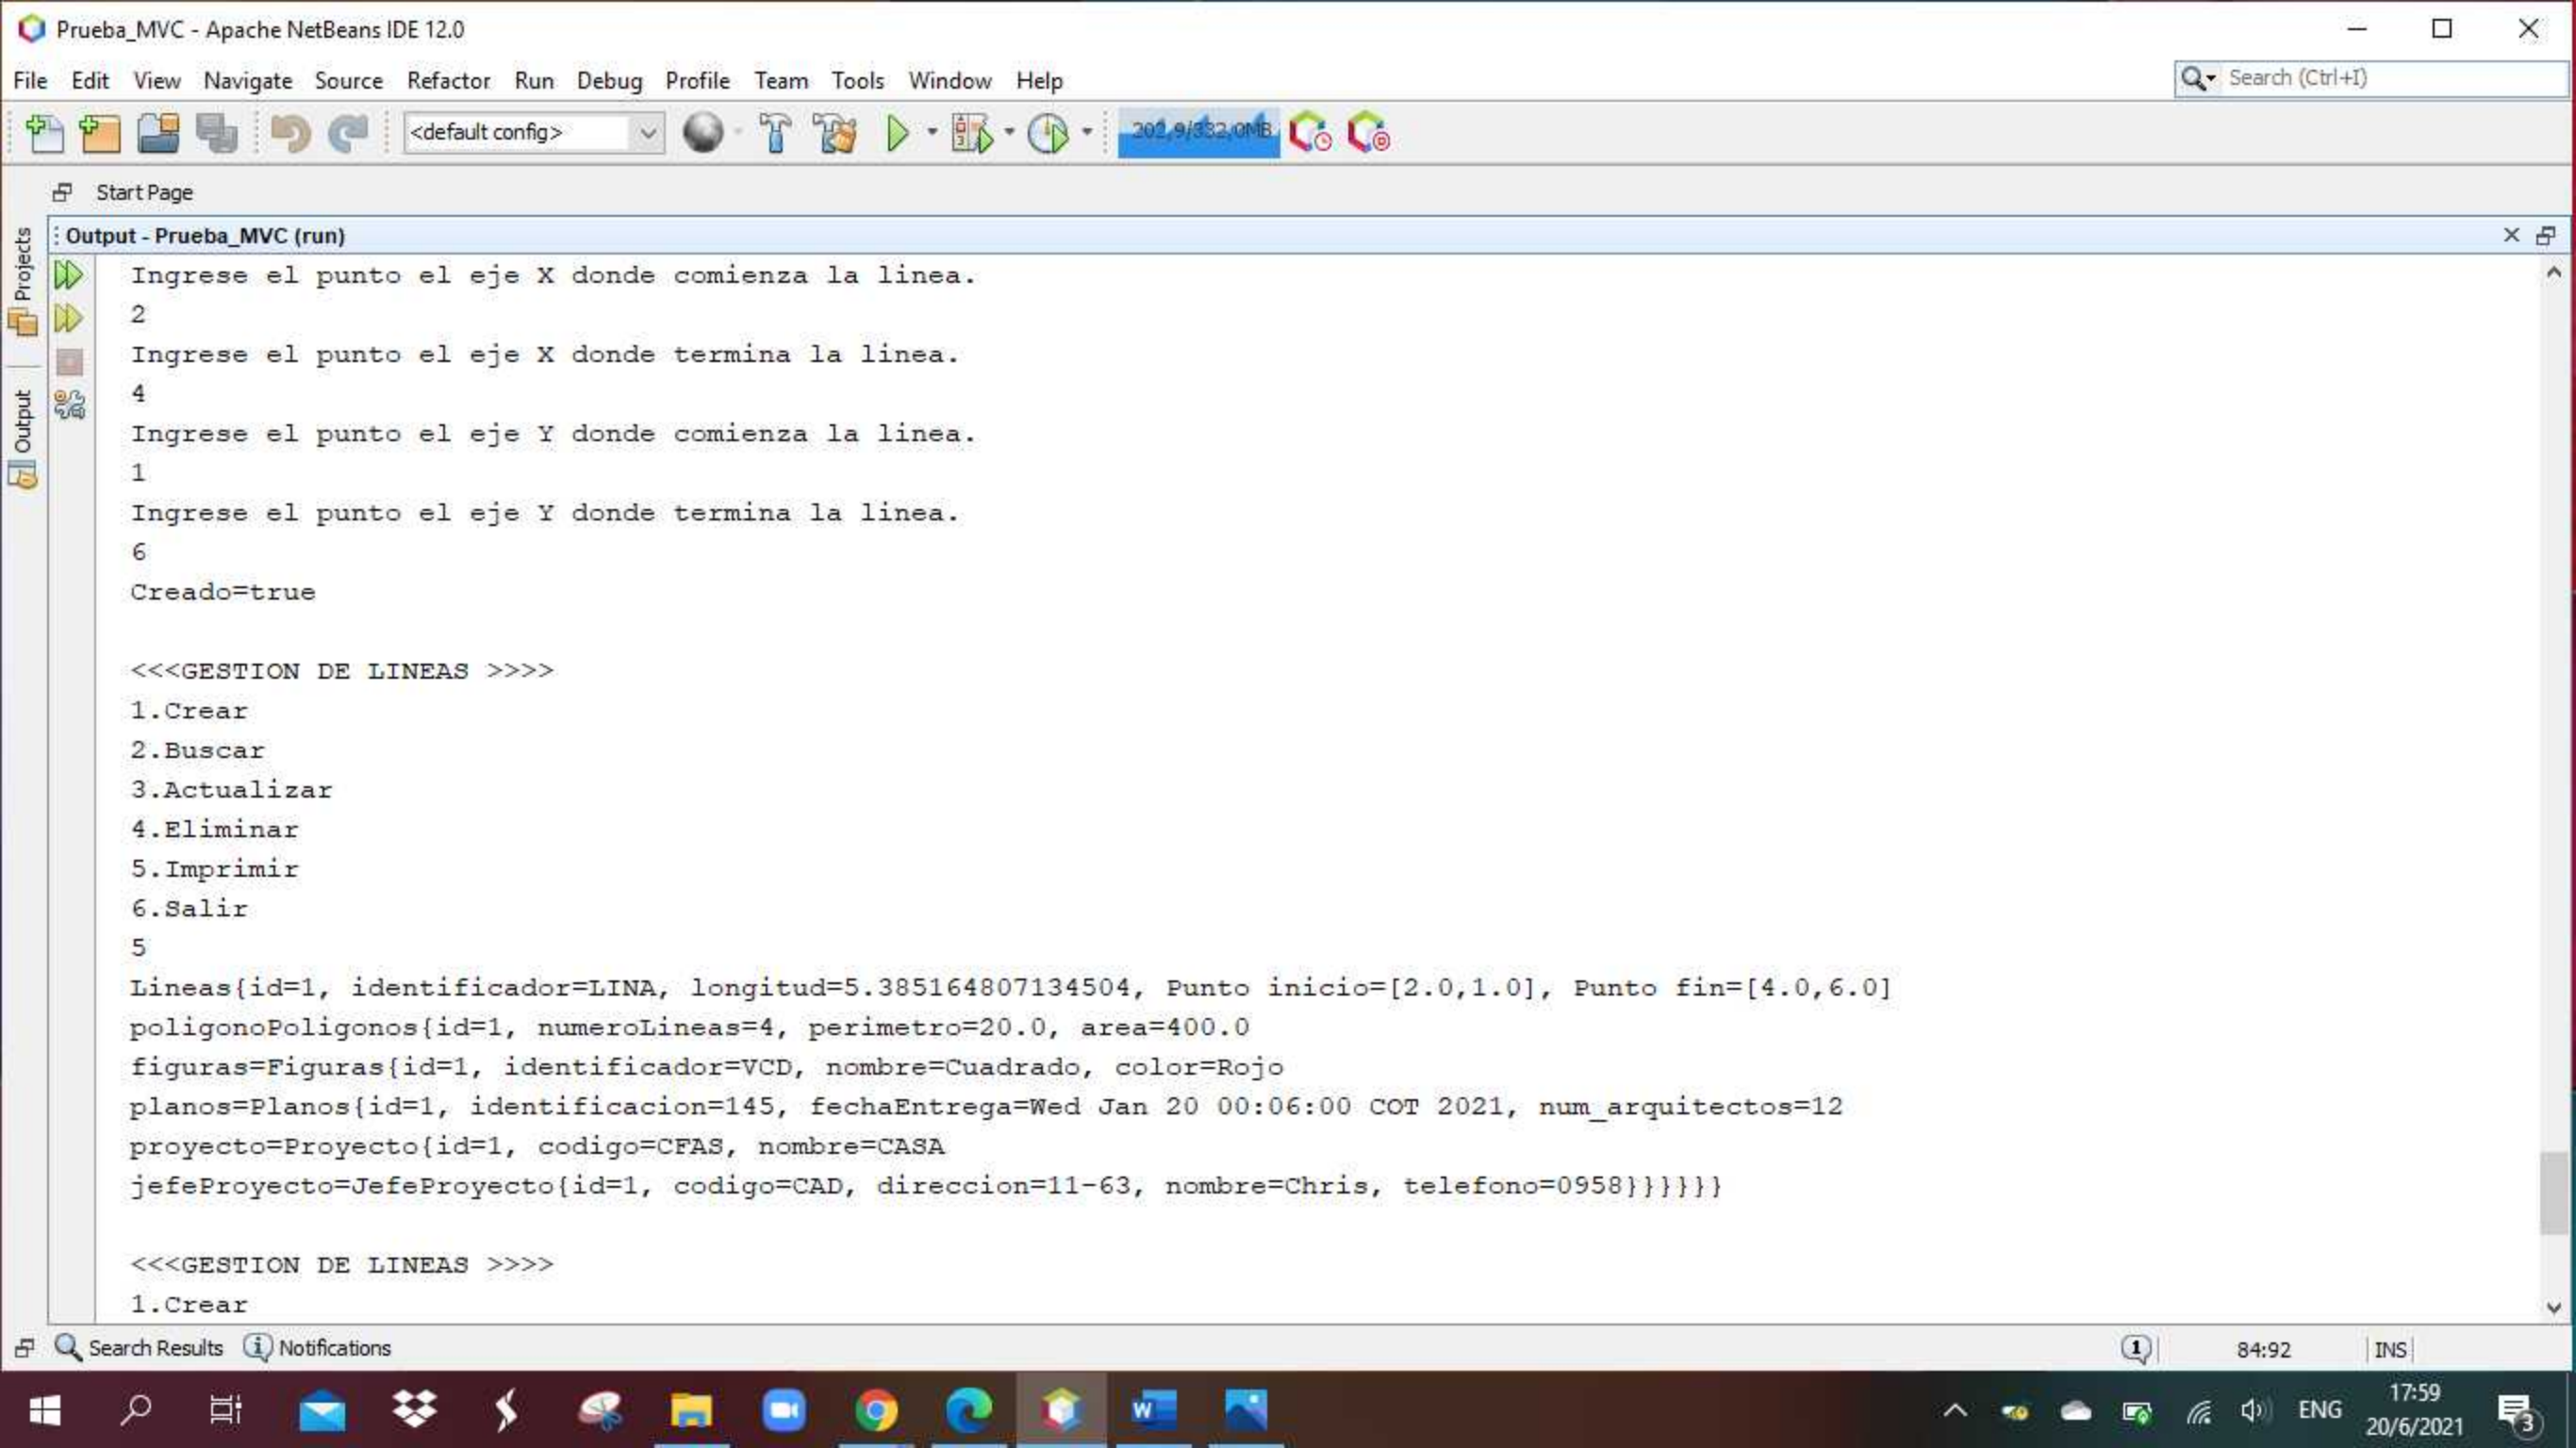 Prueba_MVC - Apache NetBeans IDE 12.0
File Edit View Navigate Source Refactor Run Debug Profile Team Tools Window Help
Search (Ctrl+I)
<default config>
202,9/332,0MB
Start Page
Projects
Output
Output - Prueba_MVC (run)
Ingrese el punto el eje X donde comienza la linea.
2
Ingrese el punto el eje X donde termina la linea.
4
Ingrese el punto el eje Y donde comienza la linea.
1
Ingrese el punto el eje Y donde termina la linea.
6
Creado=true
<<<GESTION DE LINEAS >>>>
1.Crear
2.Buscar
3.Actualizar
4.Eliminar
5.Imprimir
6.Salir
5
Lineas{id=1, identificador=LINA, longitud=5.385164807134504, Punto inicio=[2.0,1.0], Punto fin=[4.0,6.0]
poligonoPoligonos{id=1, numeroLineas=4, perimetro=20.0, area=400.0
figuras=Figuras{id=1, identificador=VCD, nombre=Cuadrado, color=Rojo
planos=Planos{id=1, identificacion=145, fechaEntrega=Wed Jan 20 00:06:00 COT 2021, num_arquitectos=12
proyecto=Proyecto{id=1, codigo=CFAS, nombre=CASA
jefeProyecto=JefeProyecto{id=1, codigo=CAD, direccion=11-63, nombre=Chris, telefono=0958}}}}}}
<<<GESTION DE LINEAS >>>>
1.Crear
Search Results Notifications
1
84:92
INS
ENG
17:59
20/6/2021
3